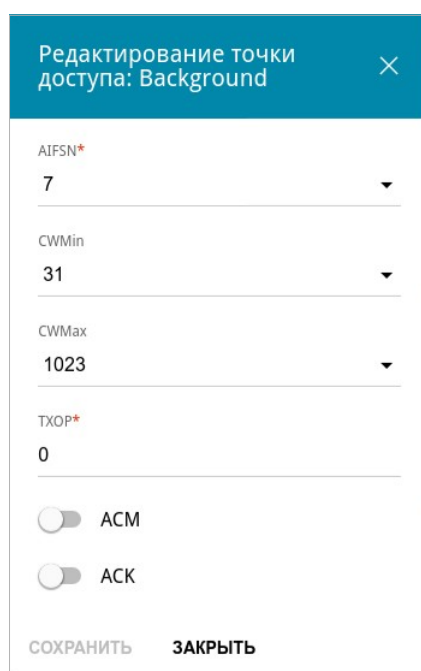 Редактирование точки
доступа: Background
AIFSN*
7
CWMin
31
CWMax
1023
TXOP*
0
ACM
ACK
СОХРАНИТЬ ЗАКРЫТЬ